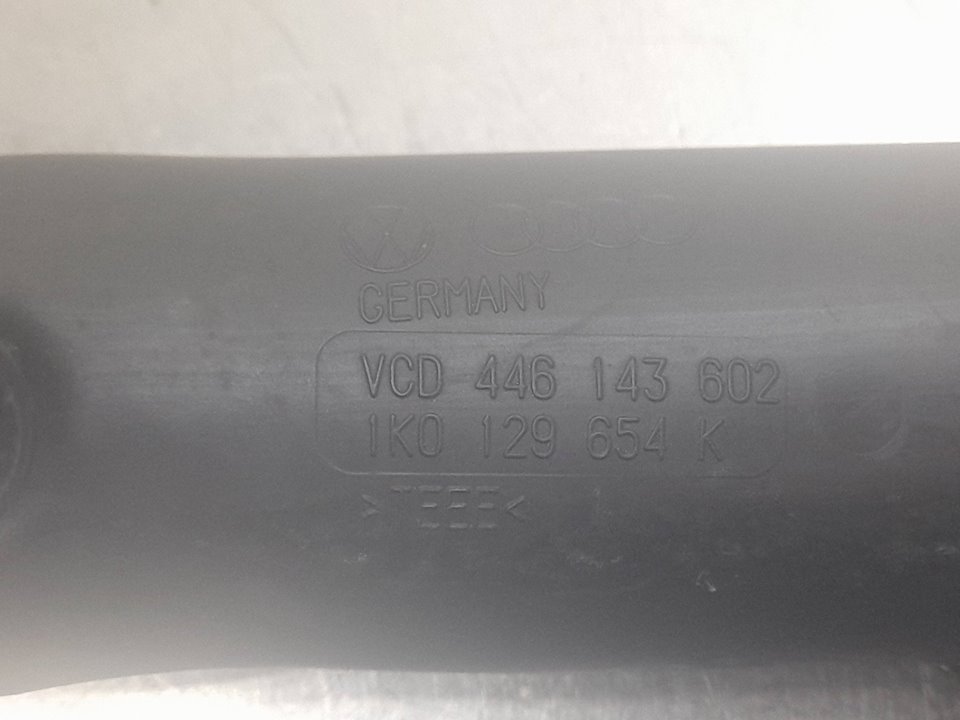 GERMANY
VCD 446 143 602
1K0 129 654 K
>TEEE<